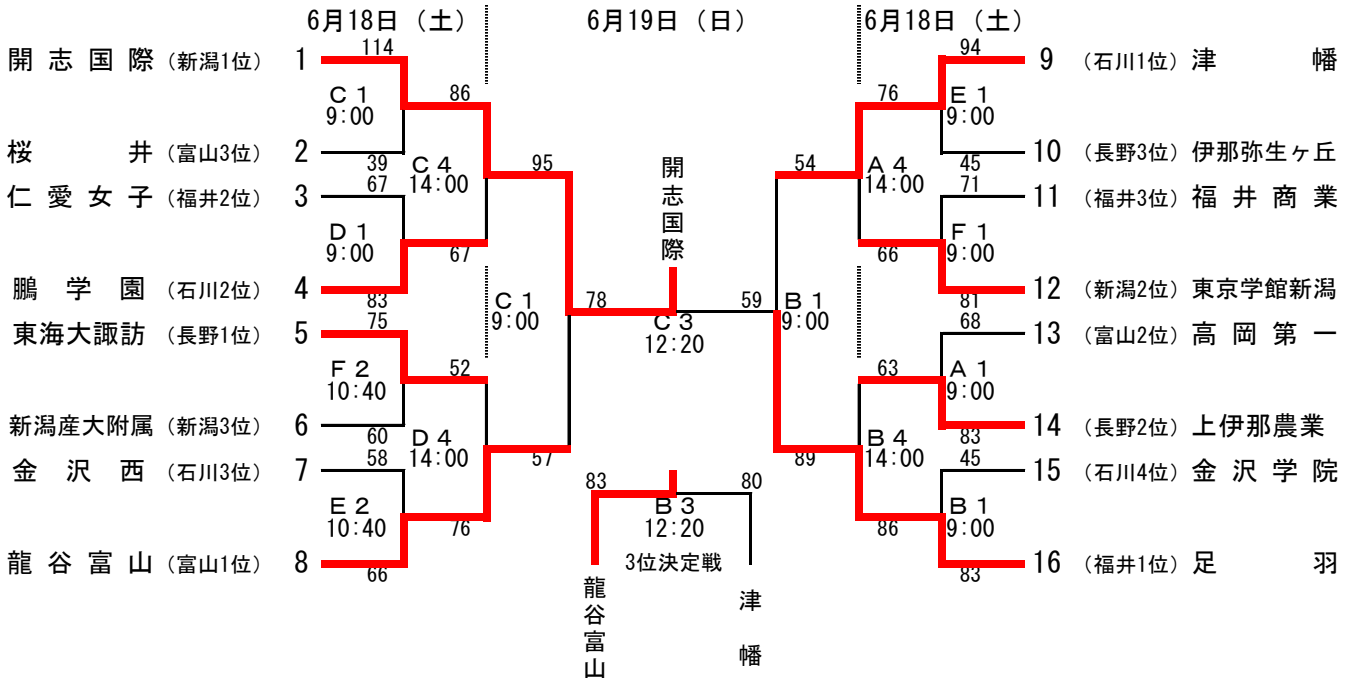 6月18日（土）
6月19日（日）
6月18日（土）
開志国際（新潟1位） 1
114
C1
9:00
桜井（富山3位） 2
39
86
仁愛女子（福井2位） 3
67
D1
9:00
鵬学園（石川2位） 4
83
67
C4
14:00
95
東海大諏訪（長野1位） 5
75
F2
10:40
新潟産大附属（新潟3位） 6
60
52
金沢西（石川3位） 7
58
E2
10:40
龍谷富山（富山1位） 8
66
76
D4
14:00
57
C1
9:00
開志国際
78
C3
12:20
59
83
B3
12:20
80
3位決定戦
龍谷富山
津幡
B1
9:00
54
A4
14:00
76
94
9（石川1位）津幡
E1
9:00
45
10（長野3位）伊那弥生ヶ丘
71
11（福井3位）福井商業
F1
9:00
66
81
12（新潟2位）東京学館新潟
68
13（富山2位）高岡第一
A1
9:00
63
83
14（長野2位）上伊那農業
B4
14:00
89
45
15（石川4位）金沢学院
B1
9:00
86
83
16（福井1位）足羽